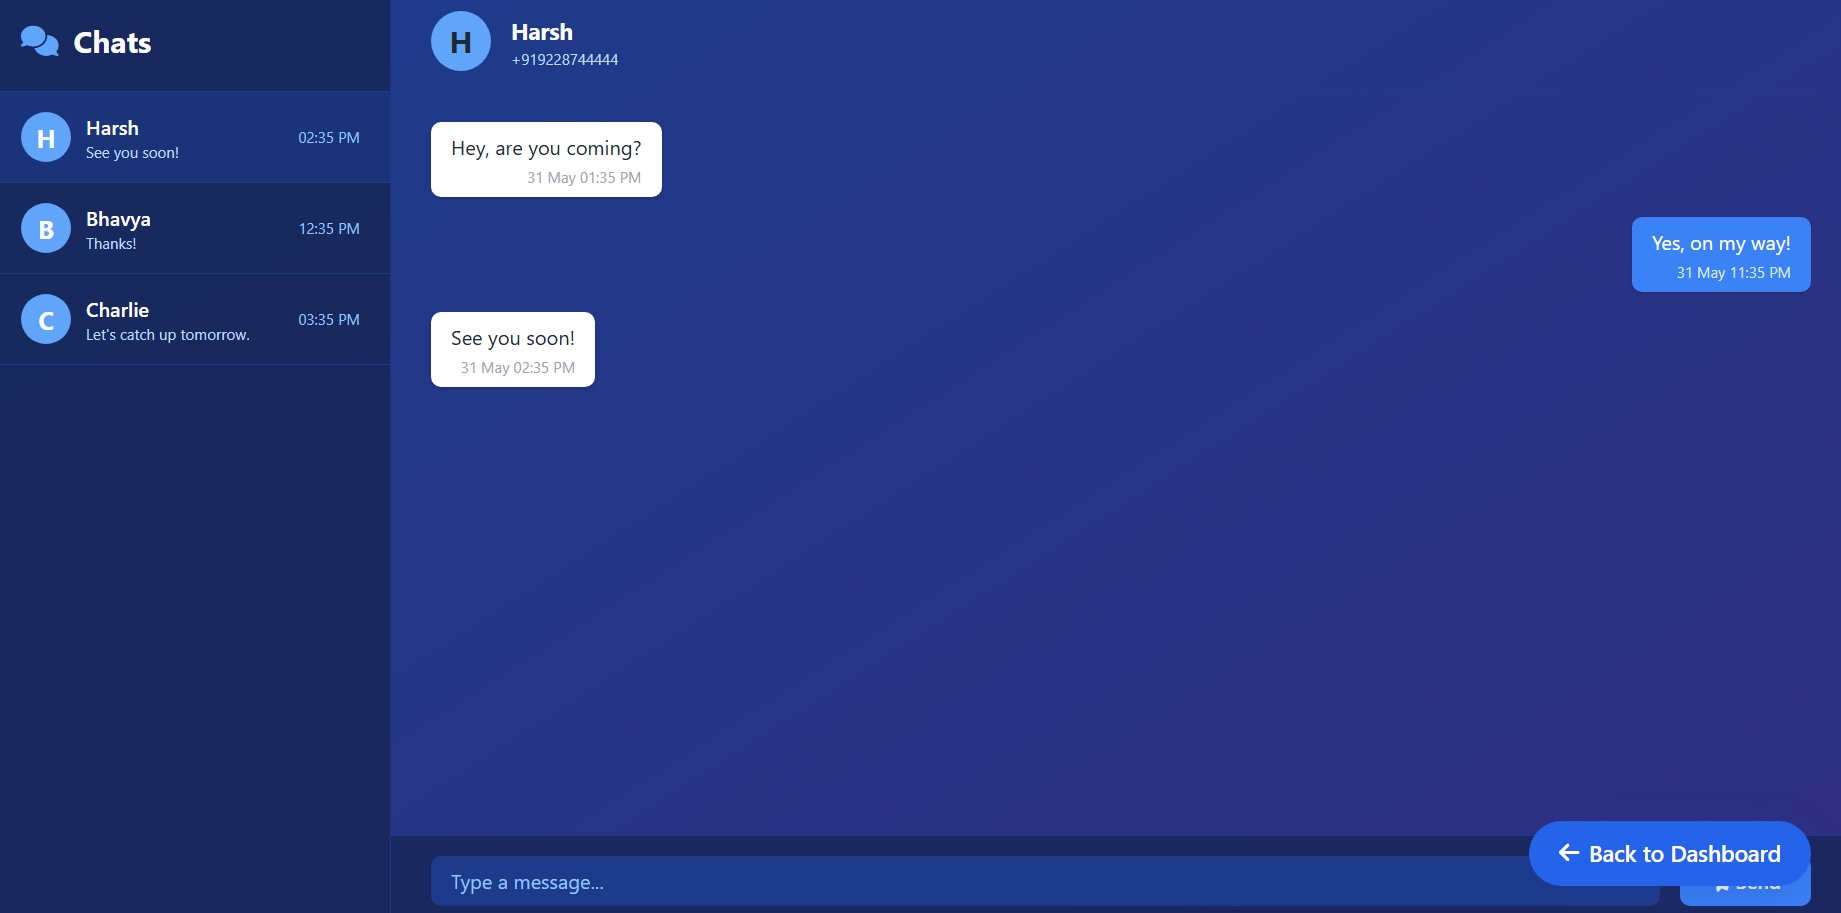 Chats
H
Harsh
See you soon!
02:35 PM
B
Bhavya
Thanks!
12:35 PM
C
Charlie
Let's catch up tomorrow.
03:35 PM
H
Harsh
+919228744444
Hey, are you coming?
31 May 01:35 PM
Yes, on my way!
31 May 11:35 PM
See you soon!
31 May 02:35 PM
Type a message...
Back to Dashboard